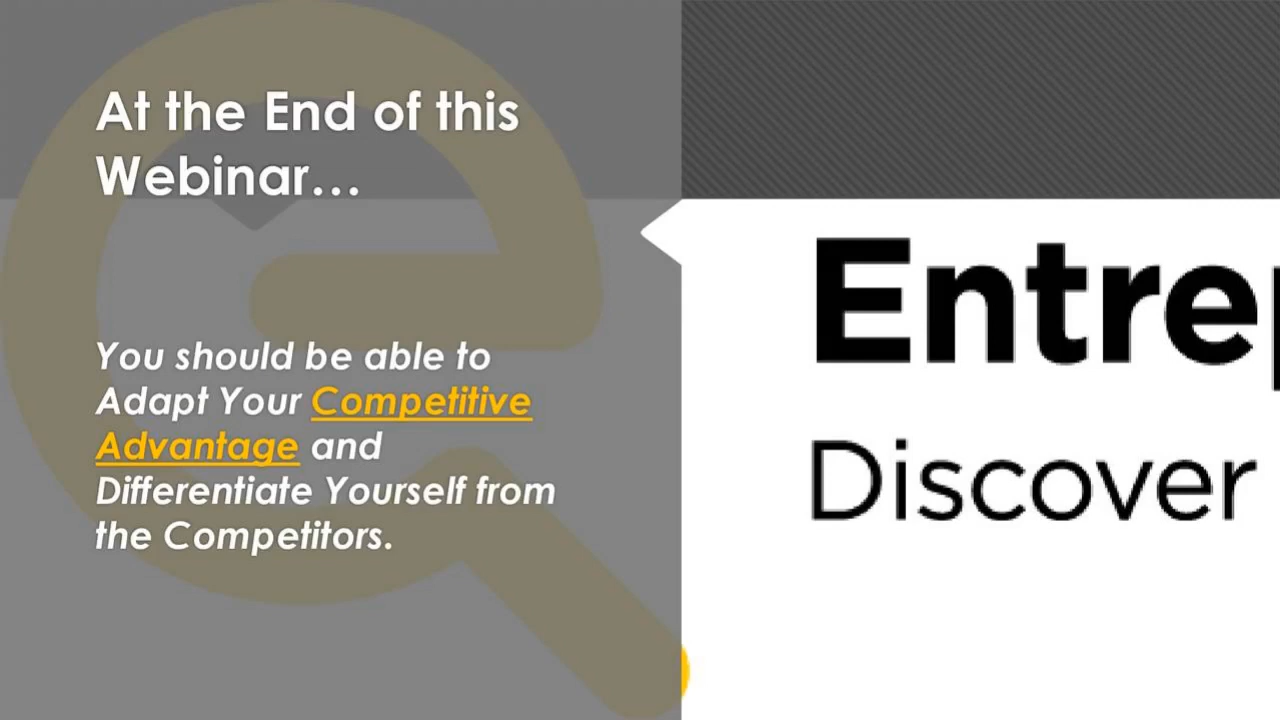 At the End of this
Webinar…
You should be able to
Adapt Your Competitive
Advantage and
Differentiate Yourself from
the Competitors.
Entre
Discover